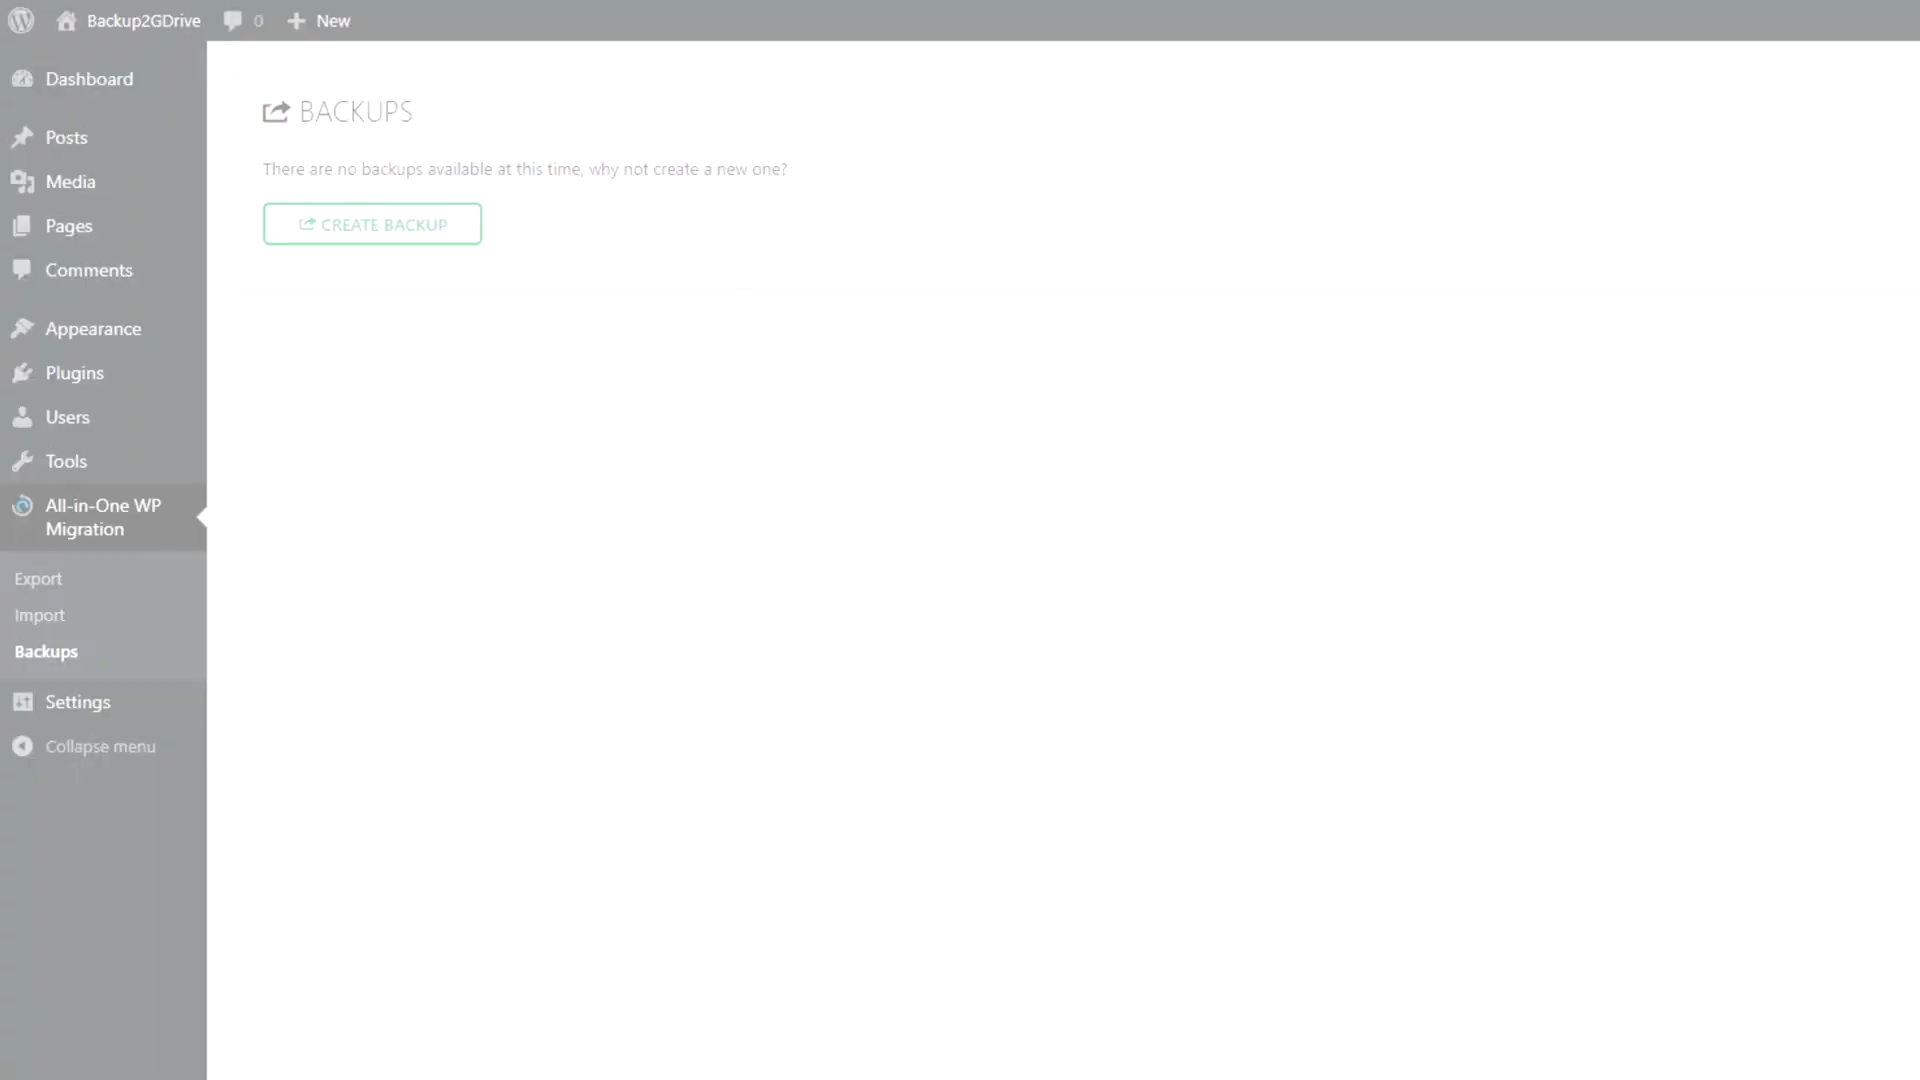 Backup2GDrive 0 New
Dashboard
Posts
Media
Pages
Comments
Appearance
Plugins
Users
Tools
All-in-One WP
Migration
Export
Import
Backups
Settings
Collapse menu
BACKUPS
There are no backups available at this time, why not create a new one?
CREATE BACKUP